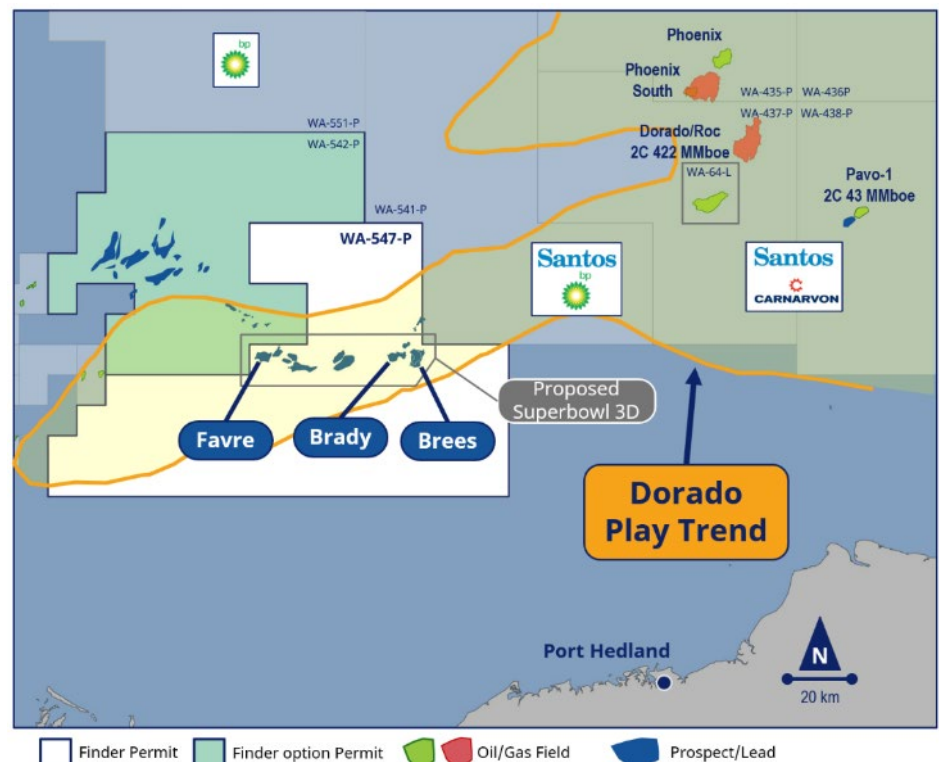 bp
Phoenix
Phoenix
South
WA-435-P
WA-436P
WA-437-P
WA-438-P
WA-551-P
WA-542-P
Dorado/Roc
2C 422 MMboe
WA-64-L
Pavo-1
2C 43 MMboe
WA-541-P
WA-547-P
Santos
bp
Santos
CARNARVON
Proposed
Superbowl 3D
Favre
Brady
Brees
Dorado
Play Trend
Port Hedland
N
20 km
Finder Permit
Finder option Permit
Oil/Gas Field
Prospect/Lead